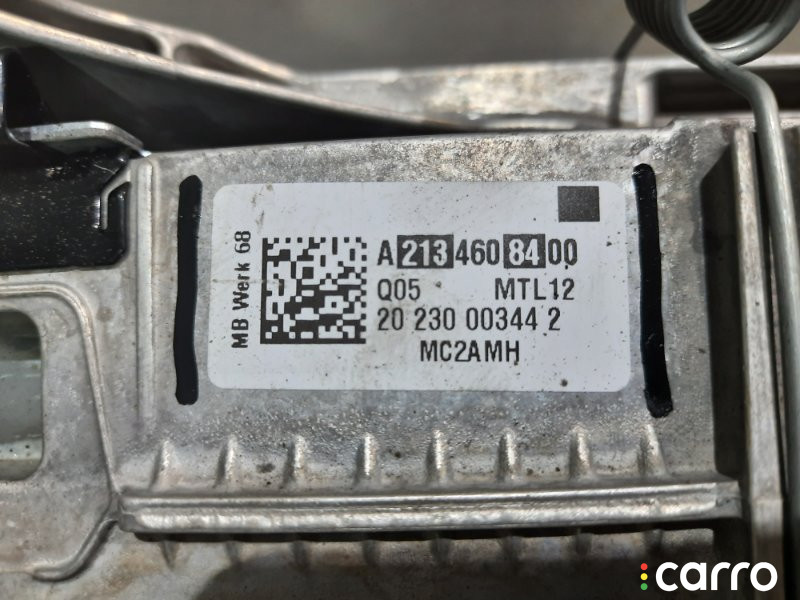 MB Werk 68
A 213 460 84 00
Q05 MTL12
20 230 00344 2
MC2AMH
carro